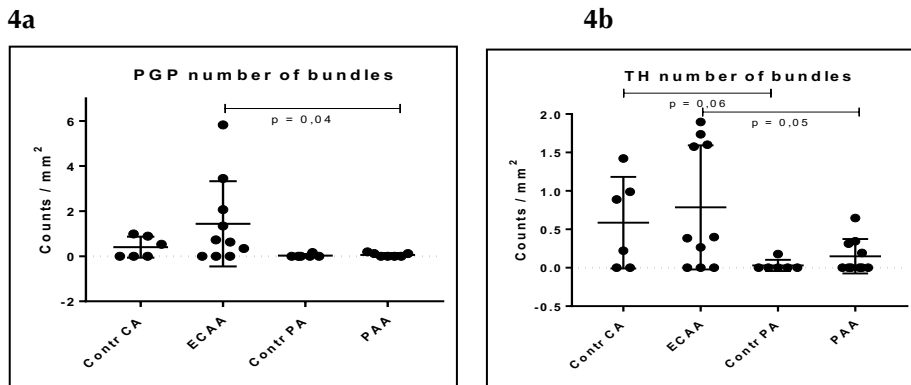 4a
4b
PGP number of bundles
p = 0,04
Counts / mm2
6
4
2
0
-2
Contr CA
ECAA
Contr PA
PAA
TH number of bundles
p = 0,06
p = 0,05
Counts / mm2
2.0
1.5
1.0
0.5
0.0
-0.5
Contr CA
ECAA
Contr PA
PAA